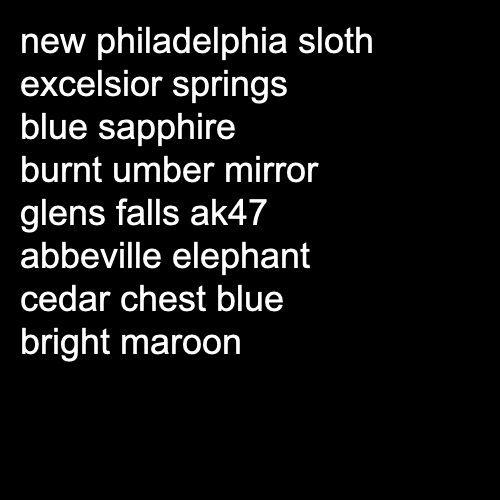 new philadelphia sloth
excelsior springs
blue sapphire
burnt umber mirror
glens falls ak47
abbeville elephant
cedar chest blue
bright maroon